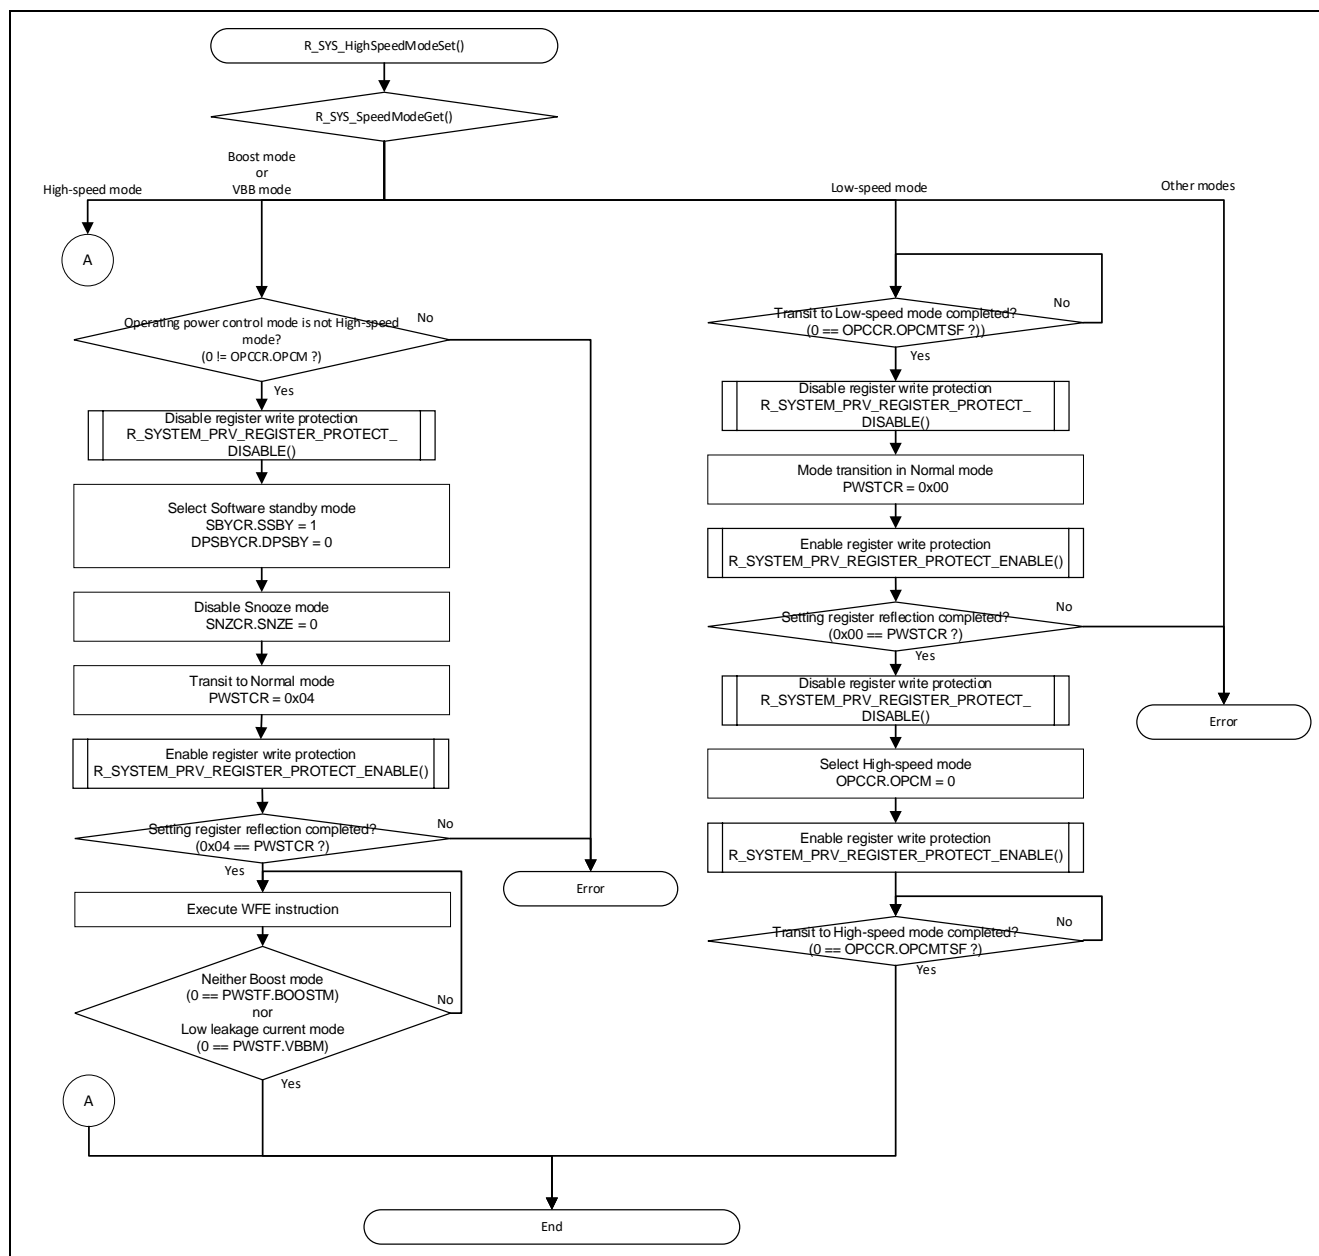 R_SYS_HighSpeedModeSet()
R_SYS_SpeedModeGet()
High-speed mode
Boost mode
or
VBB mode
Low-speed mode
Other modes
A
Operating power control mode is not High-speed
mode?
(0 != OPCCR.OPCM ?)
No
Yes
Disable register write protection
R_SYSTEM_PRV_REGISTER_PROTECT_
DISABLE()
Select Software standby mode
SBYCR.SSBY = 1
DPSBYCR.DPSBY = 0
Disable Snooze mode
SNZCR.SNZE = 0
Transit to Normal mode
PWSTCR = 0x04
Enable register write protection
R_SYSTEM_PRV_REGISTER_PROTECT_ENABLE()
Setting register reflection completed?
(0x04 == PWSTCR ?)
No
Yes
Error
Execute WFE instruction
Neither Boost mode
(0 == PWSTF.BOOSTM)
nor
Low leakage current mode
(0 == PWSTF.VBBM)
No
Yes
Transit to Low-speed mode completed?
(0 == OPCCR.OPCMTSF ?))
No
Yes
Disable register write protection
R_SYSTEM_PRV_REGISTER_PROTECT_
DISABLE()
Mode transition in Normal mode
PWSTCR = 0x00
Enable register write protection
R_SYSTEM_PRV_REGISTER_PROTECT_ENABLE()
Setting register reflection completed?
(0x00 == PWSTCR ?)
No
Yes
Disable register write protection
R_SYSTEM_PRV_REGISTER_PROTECT_
DISABLE()
Error
Select High-speed mode
OPCCR.OPCM = 0
Enable register write protection
R_SYSTEM_PRV_REGISTER_PROTECT_ENABLE()
Transit to High-speed mode completed?
(0 == OPCCR.OPCMTSF ?)
No
Yes
A
End